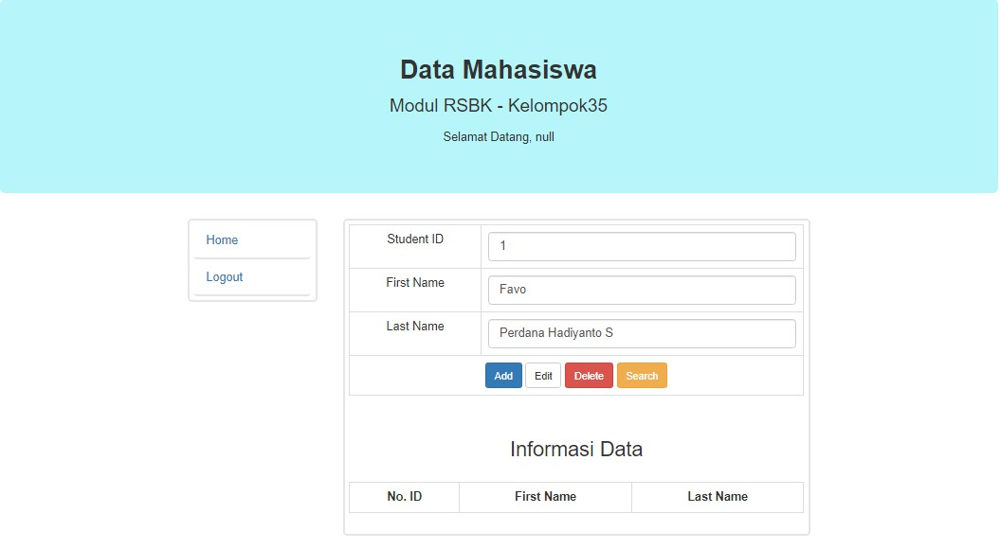 Data Mahasiswa
Modul RSBK - Kelompok35
Selamat Datang, null
Home
Logout
Student ID 1
First Name Favo
Last Name Perdana Hadiyanto S
Add Edit Delete Search
Informasi Data
No. ID First Name Last Name